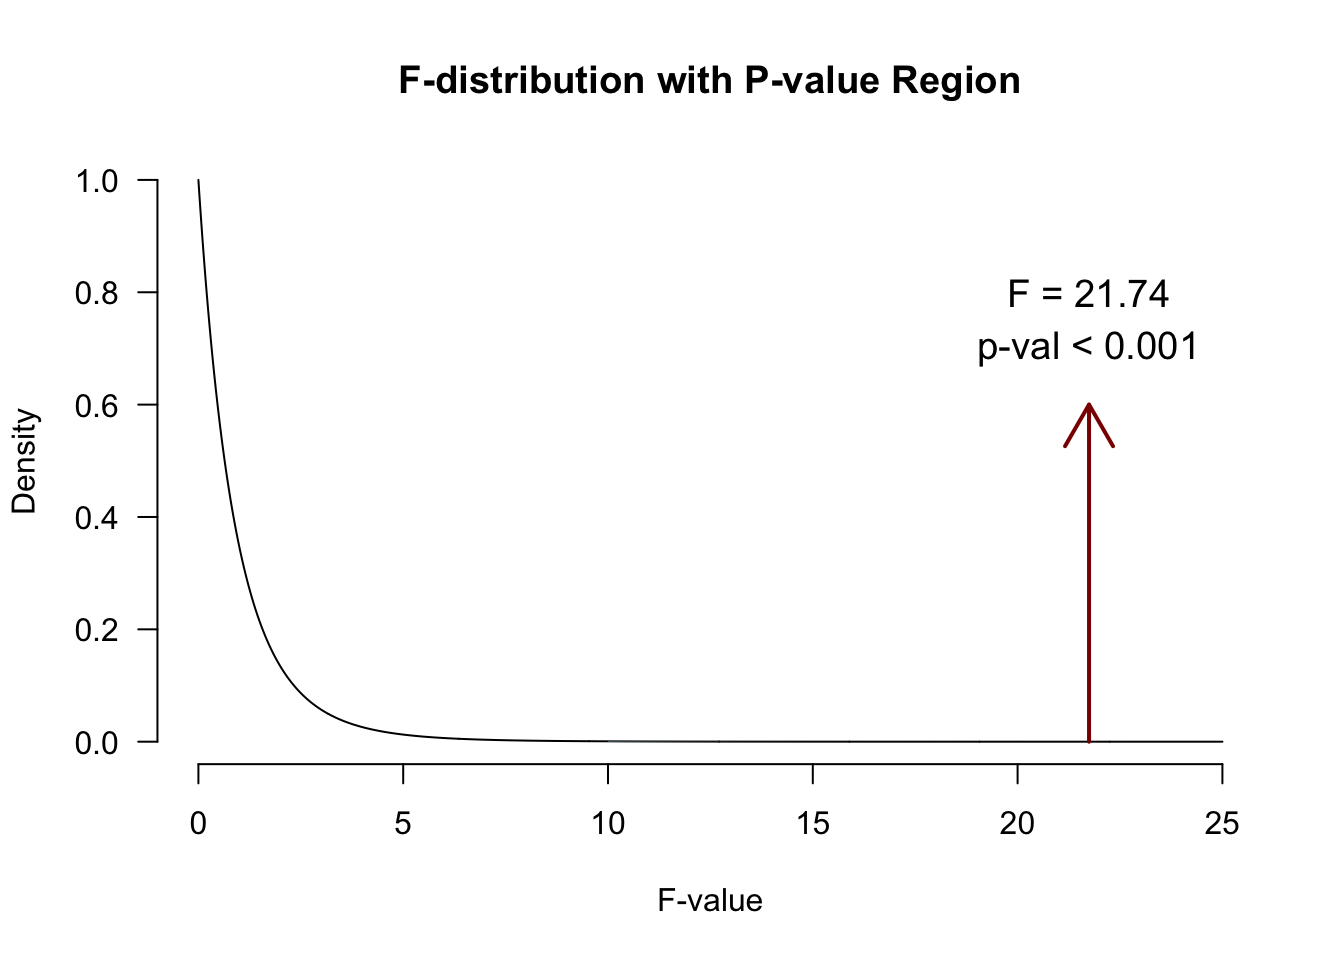 F-distribution with P-value Region
Density
1.0
0.8
0.6
0.4
0.2
0.0
F = 21.74
p-val < 0.001
0 5 10 15 20 25
F-value